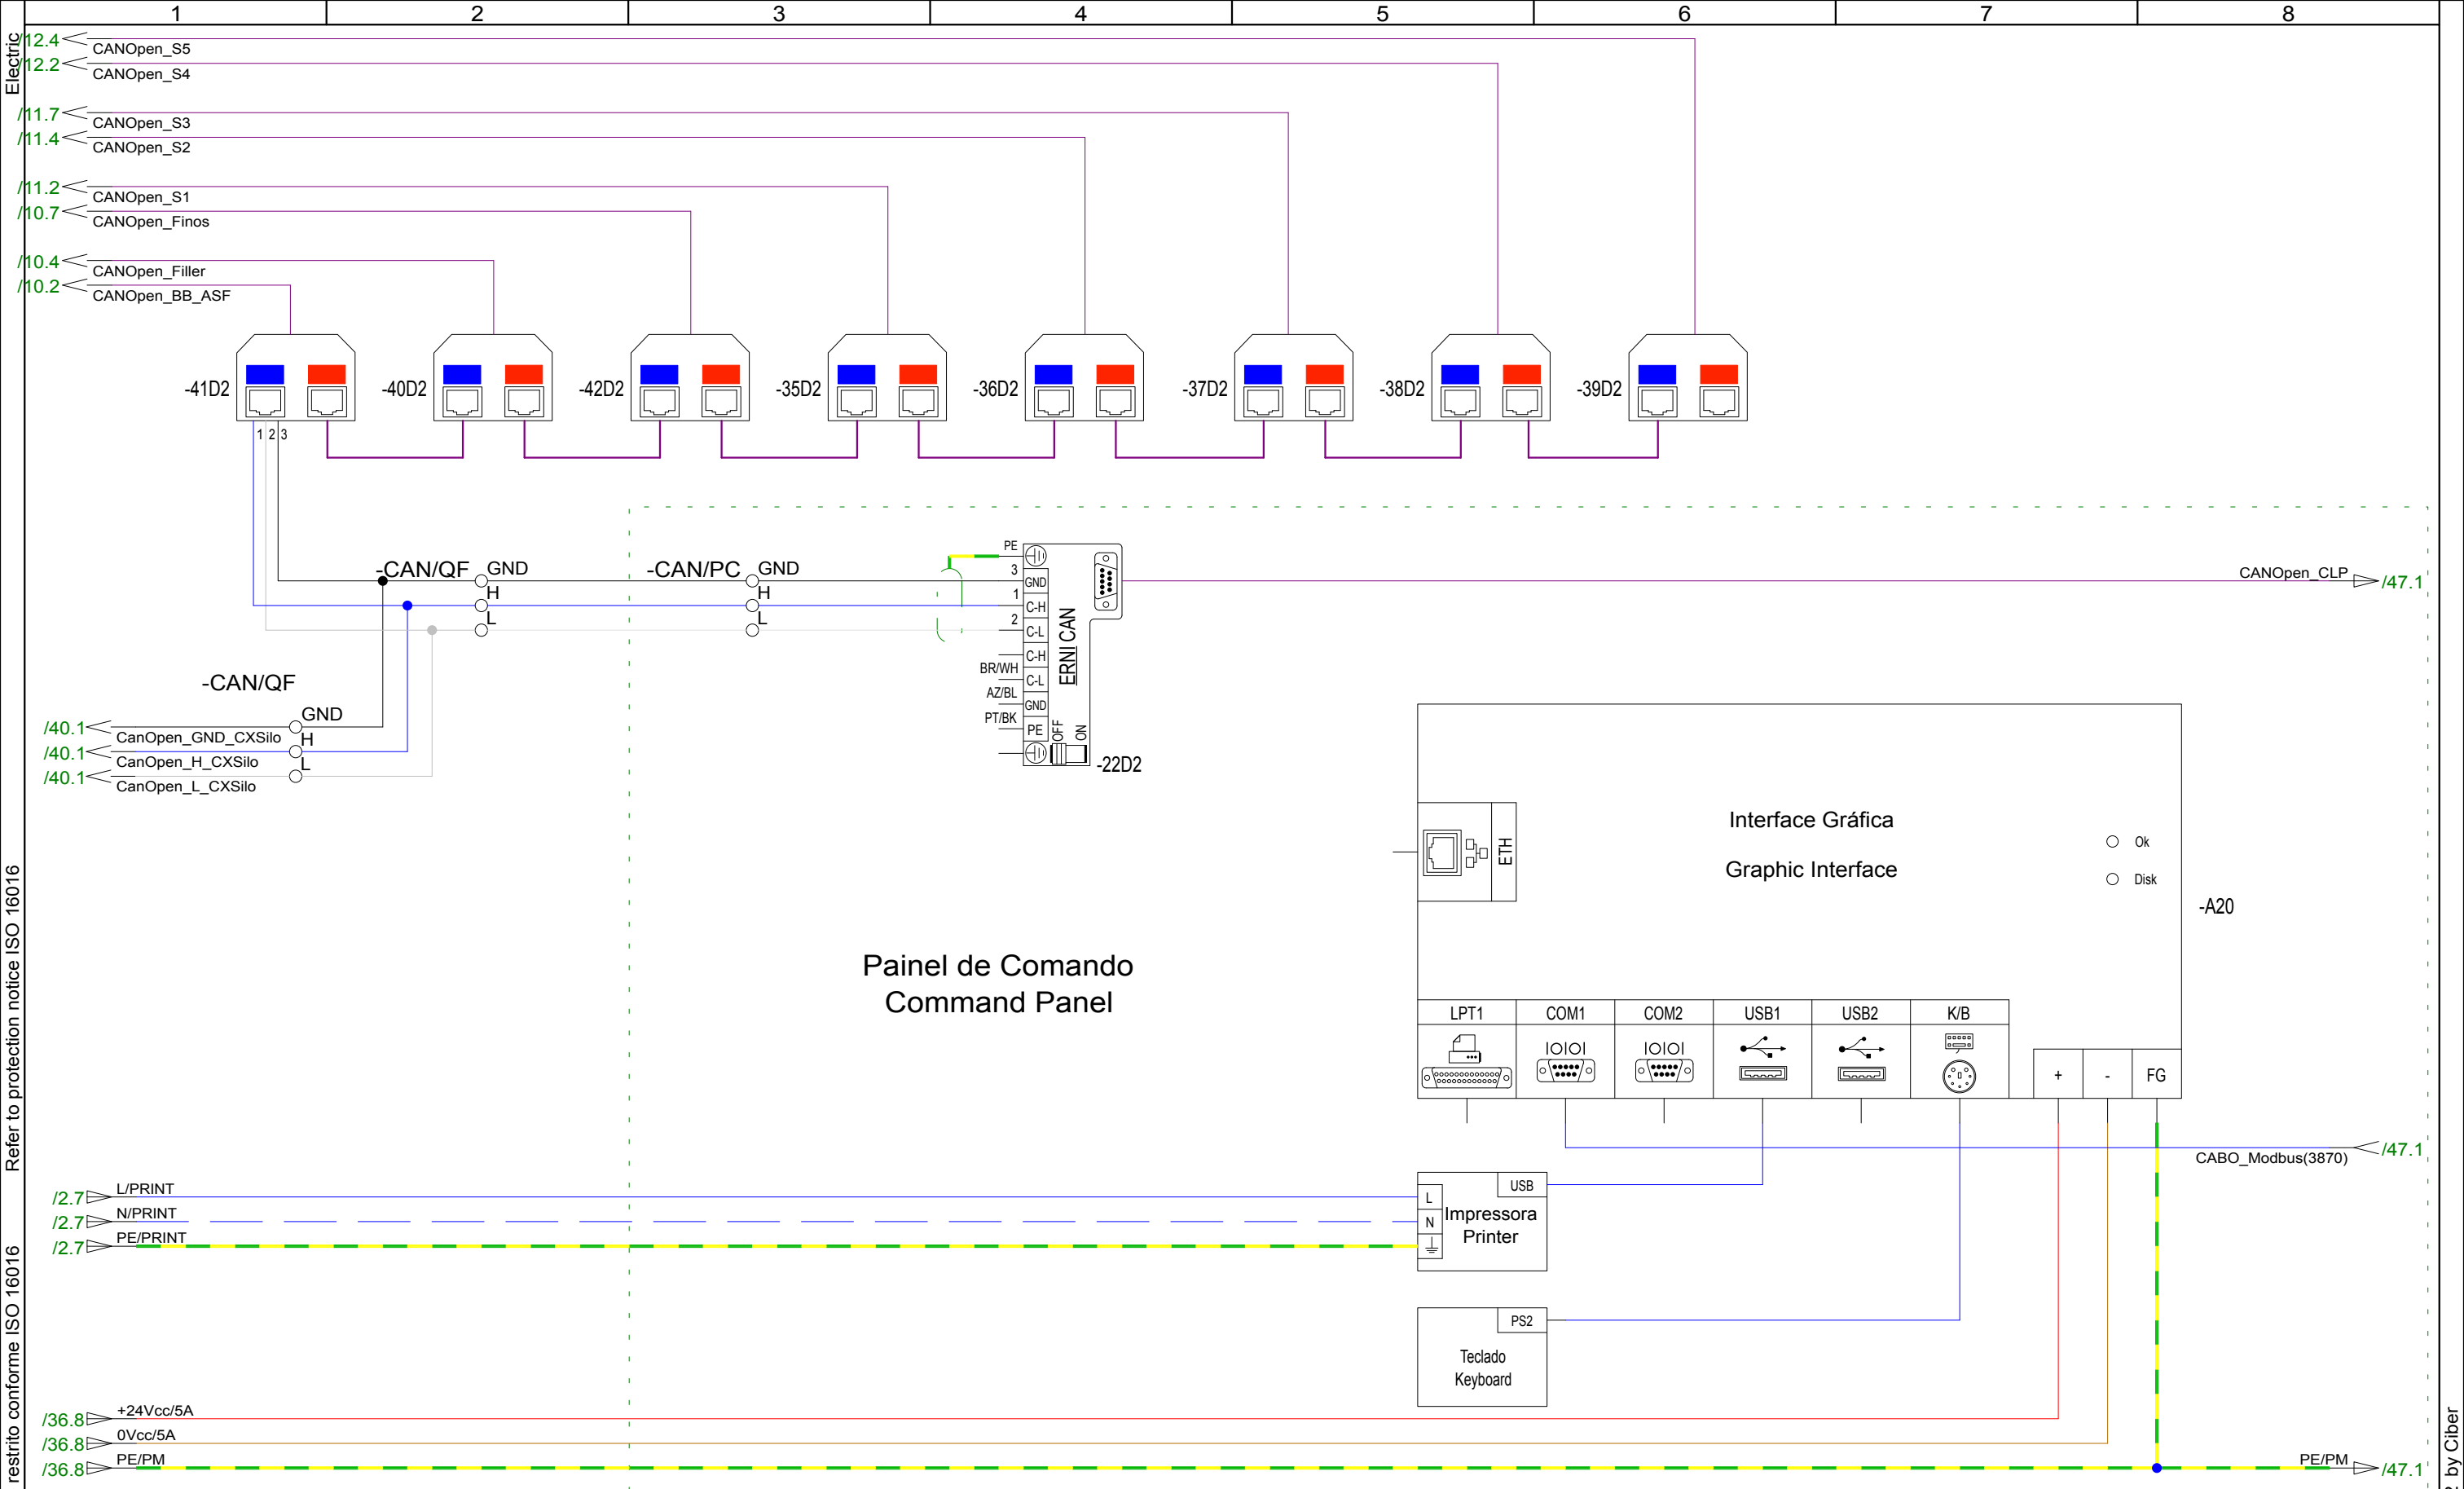 1 2 3 4 5 6 7 8
Electric
/12.4 CANOpen_S5
/12.2 CANOpen_S4
/11.7 CANOpen_S3
/11.4 CANOpen_S2
/11.2 CANOpen_S1
/10.7 CANOpen_Finos
/10.4 CANOpen_Filler
/10.2 CANOpen_BB_ASF
-41D2 -40D2 -42D2 -35D2 -36D2 -37D2 -38D2 -39D2
1 2 3
-CAN/QF GND
H
L
-CAN/PC GND
H
L
PE
3 GND
1 C-H
2 C-L
C-H
BR/WH C-L
AZ/BL GND
PT/BK PE
ERNI CAN
OFF ON
-22D2
CANOpen_CLP /47.1
-CAN/QF
GND
/40.1 CanOpen_GND_CXSilo
H
/40.1 CanOpen_H_CXSilo
L
/40.1 CanOpen_L_CXSilo
ETH
Interface Gráfica
Graphic Interface
Ok
Disk
-A20
Painel de Comando
Command Panel
LPT1 COM1 COM2 USB1 USB2 K/B
IOIOI IOIOI
+ - FG
CABO_Modbus(3870) /47.1
/2.7 L/PRINT
/2.7 N/PRINT
/2.7 PE/PRINT
L
N
USB
Impressora
Printer
PS2
Teclado
Keyboard
/36.8 +24Vcc/5A
/36.8 0Vcc/5A
/36.8 PE/PM
PE/PM /47.1
Refer to protection notice ISO 16016
restrito conforme ISO 16016
by Ciber